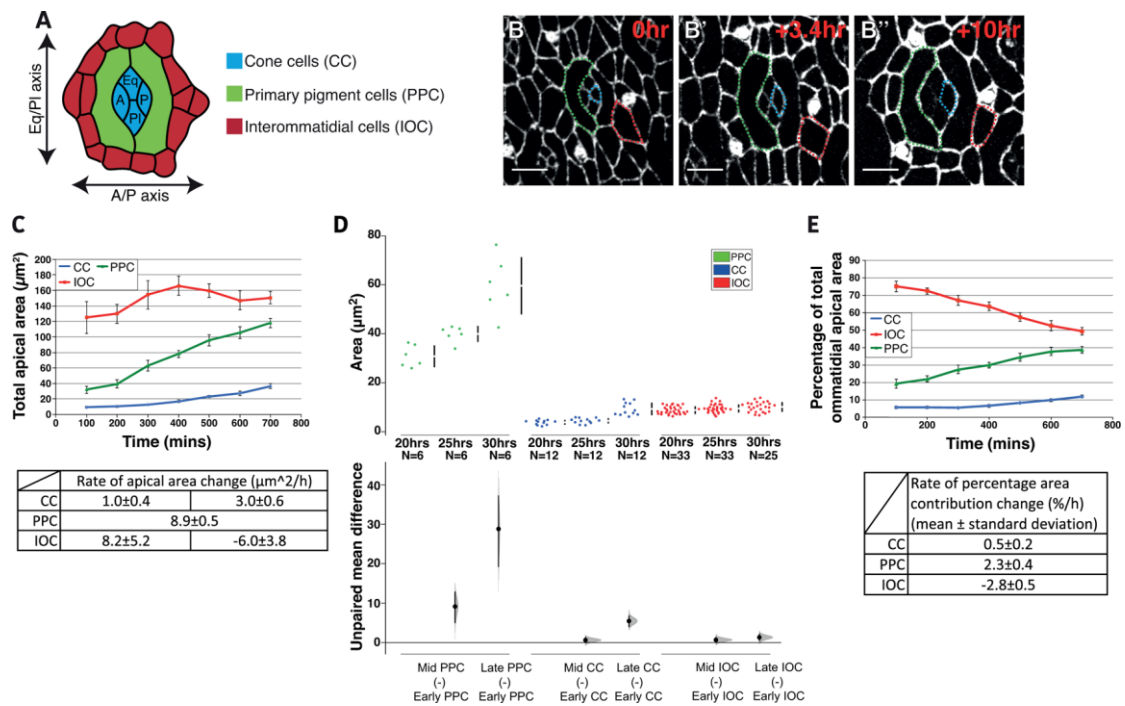 A
Eq/Pl axis
Eq
A
P
Pl
A/P axis
Cone cells (CC)
Primary pigment cells (PPC)
Interommatidial cells (IOC)
B
0hr
B'
+3.4hr
B''
+10hr
C
Total apical area (µm²)
200
180
160
140
120
100
80
60
40
20
0
CC
PPC
IOC
0 100 200 300 400 500 600 700 800
Time (mins)
Rate of apical area change (µm^2/h)
CC 1.0±0.4 3.0±0.6
PPC 8.9±0.5
IOC 8.2±5.2 -6.0±3.8
D
Area (µm²)
80
60
40
20
0
PPC
CC
IOC
20hrs 25hrs 30hrs 20hrs 25hrs 30hrs 20hrs 25hrs 30hrs
N=6 N=6 N=6 N=12 N=12 N=12 N=33 N=33 N=25
Unpaired mean difference
40
30
20
10
0
Mid PPC Late PPC Mid CC Late CC Mid IOC Late IOC
(-) (-) (-) (-) (-) (-)
Early PPC Early PPC Early CC Early CC Early IOC Early IOC
E
Percentage of total
ommatidial apical area
90
80
70
60
50
40
30
20
10
0
CC
IOC
PPC
0 100 200 300 400 500 600 700 800
Time (mins)
Rate of percentage area
contribution change (%/h)
(mean ± standard deviation)
CC 0.5±0.2
PPC 2.3±0.4
IOC -2.8±0.5